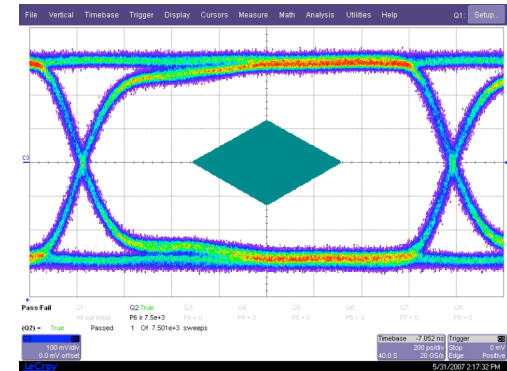 File Vertical Timebase Trigger Display Cursors Measure Math Analysis Utilities Help Q1: Setup...
C3
Pass/Fail Q1: Q2:True Q3: Q4: Q5: Q6: Q7: Q8:
All out mask P6 ≥ 7.5e+3 P3 = 0 P4 = 0 P5 = 0 P6 = 0 P7 = 0 P8 = 0
(Q2) = True Passed 1 Of 7.501e+3 sweeps
Timebase -7.052 ns Trigger
100 mV/div 200 ps/div Stop 0 mV
0.0 mV offset 40.0 S 20 GS/s Edge Positive
LeCroy 5/31/2007 2:17:32 PM